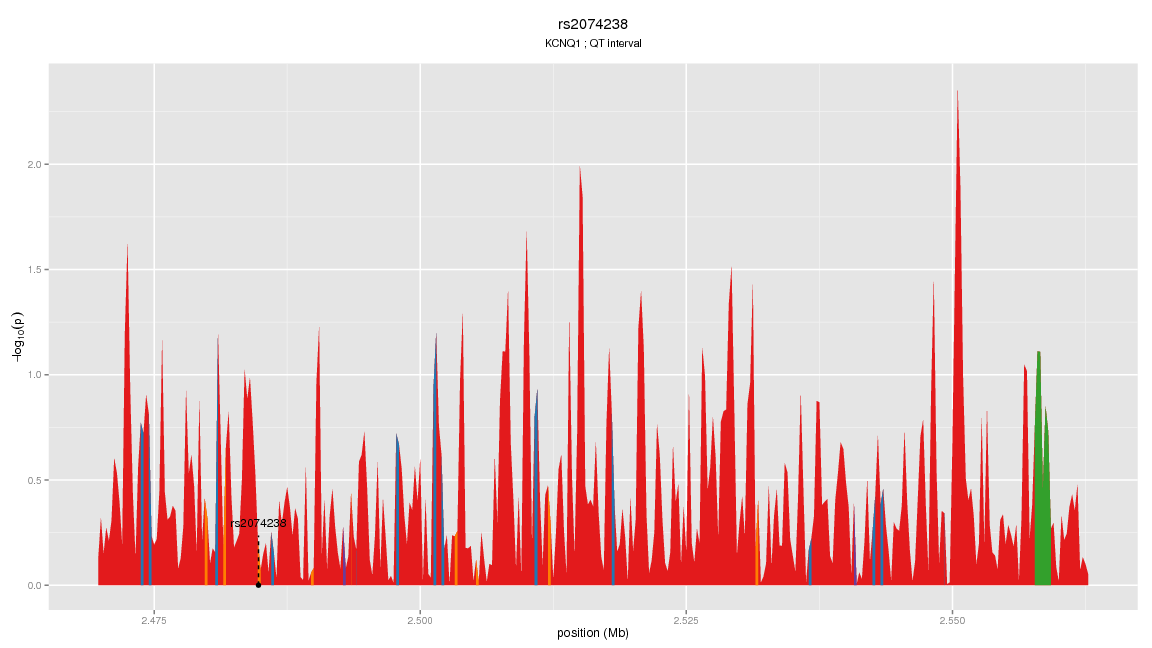 rs2074238
KCNQ1 ; QT interval
−log10(p)
2.0
1.5
1.0
0.5
0.0
rs2074238
2.475 2.500 2.525 2.550
position (Mb)